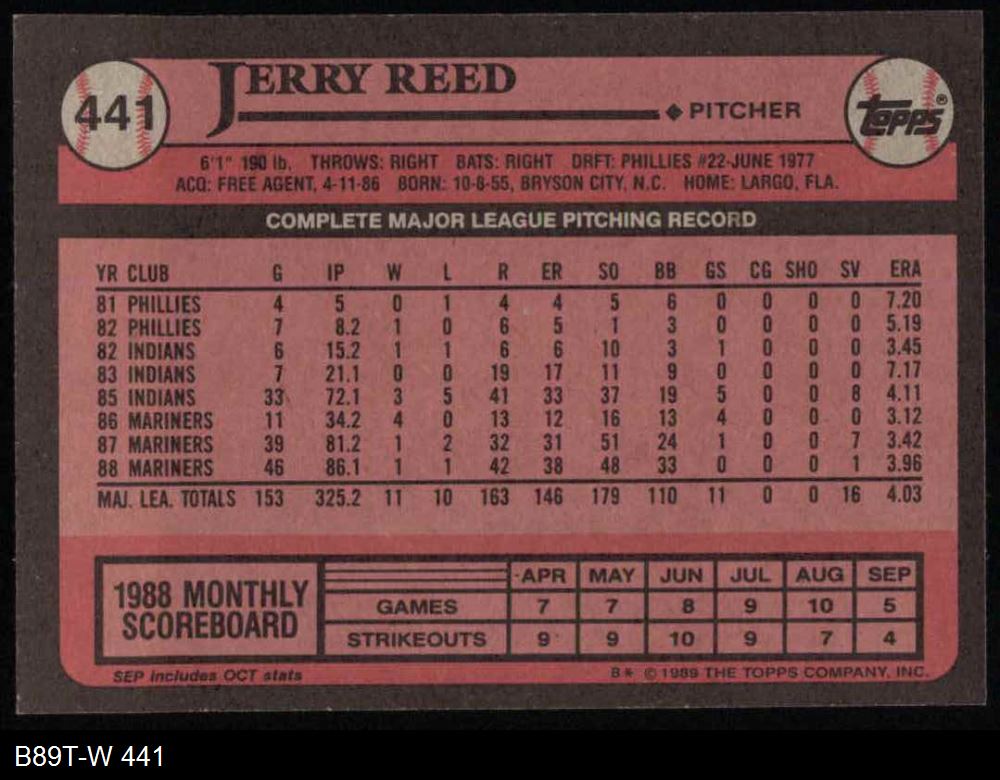 441
JERRY REED
◆ PITCHER
TOPPS®
6'1" 190 lb. THROWS: RIGHT BATS: RIGHT DRFT: PHILLIES #22-JUNE 1977
ACQ: FREE AGENT, 4-11-86 BORN: 10-8-55, BRYSON CITY, N.C. HOME: LARGO, FLA.
COMPLETE MAJOR LEAGUE PITCHING RECORD
YR CLUB G IP W L R ER SO BB GS CG SHO SV ERA
81 PHILLIES 4 5 0 1 4 4 5 6 0 0 0 0 7.20
82 PHILLIES 7 8.2 1 0 6 5 1 3 0 0 0 0 5.19
82 INDIANS 6 15.2 1 1 6 6 10 3 1 0 0 0 3.45
83 INDIANS 7 21.1 0 0 19 17 11 9 0 0 0 0 7.17
85 INDIANS 33 72.1 3 5 41 33 37 19 5 0 0 8 4.11
86 MARINERS 11 34.2 4 0 13 12 16 13 4 0 0 0 3.12
87 MARINERS 39 81.2 1 2 32 31 51 24 1 0 0 7 3.42
88 MARINERS 46 86.1 1 1 42 38 48 33 0 0 0 1 3.96
MAJ. LEA. TOTALS 153 325.2 11 10 163 146 179 110 11 0 0 16 4.03
1988 MONTHLY
SCOREBOARD
APR MAY JUN JUL AUG SEP
GAMES 7 7 8 9 10 5
STRIKEOUTS 9 9 10 9 7 4
SEP includes OCT stats
B* © 1989 THE TOPPS COMPANY, INC.
B89T-W 441